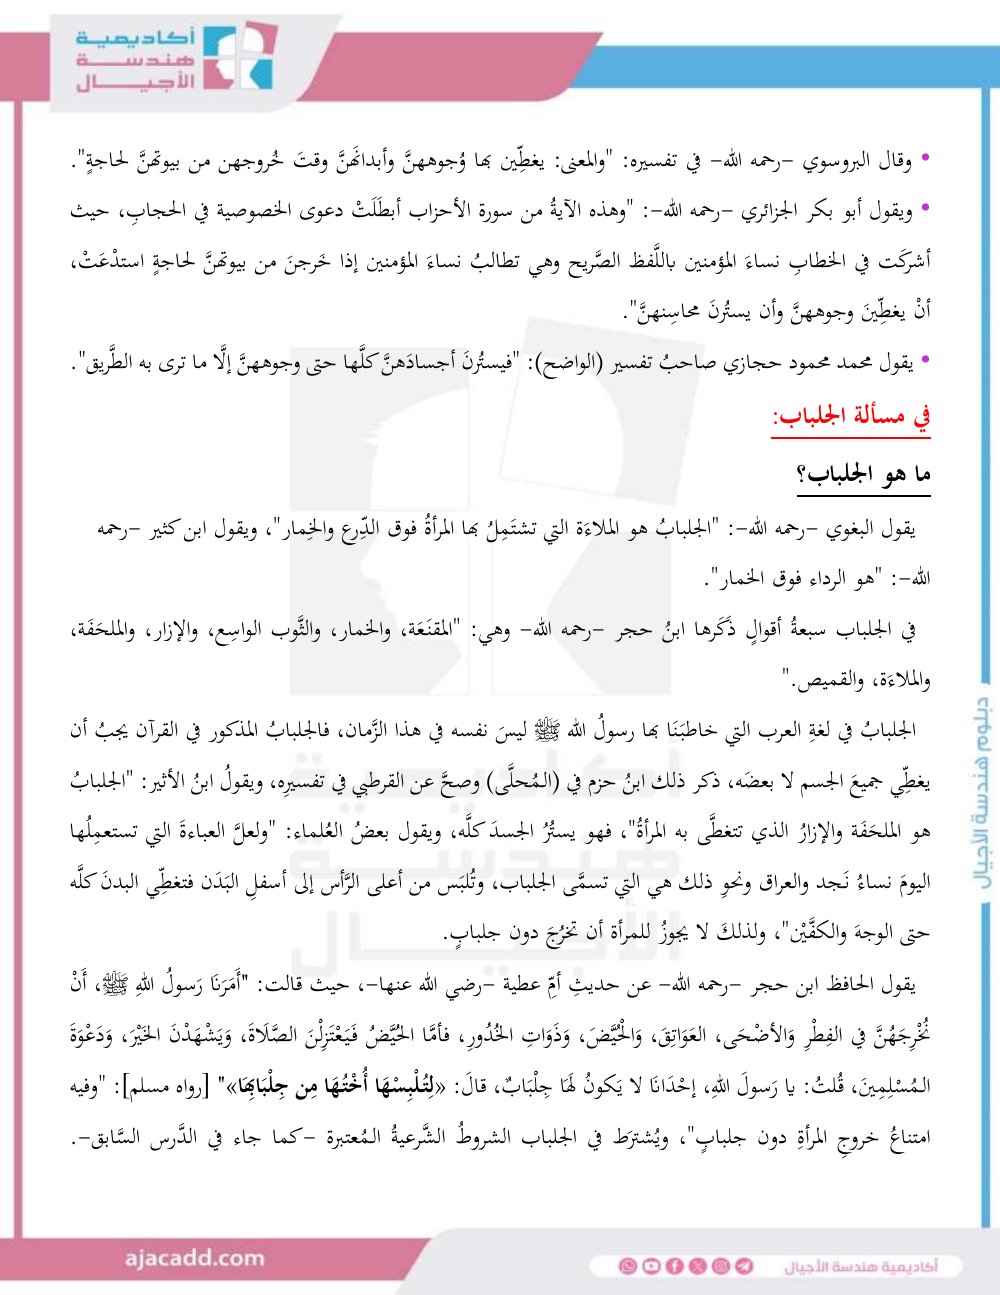 أكاديمية
هندسة
الأجيال
• وقال البروسوي –رحمه الله– في تفسيره: "والمعنى: يغطِّين بها وُجوههنَّ وأبدانَهنَّ وقتَ خُروجهن من بيوتهنَّ لحاجةٍ".
• ويقول أبو بكر الجزائري –رحمه الله–: "وهذه الآيةُ من سورة الأحزاب أبطَلَتْ دعوى الخصوصية في الحجابِ، حيث
أشركَت في الخطابِ نساءَ المؤمنين باللَّفظ الصَّريح وهي تطالبُ نساءَ المؤمنين إذا خَرجنَ من بيوتهنَّ لحاجةٍ استدْعَتْ،
أنْ يغطِّينَ وجوههنَّ وأن يستُرنَ محاسِنهنَّ".
• يقول محمد محمود حجازي صاحبُ تفسير (الواضح): "فيستُرنَ أجسادَهنَّ كلَّها حتى وجوههنَّ إلَّا ما ترى به الطَّريق".
في مسألة الجلباب:
ما هو الجلباب؟
يقول البغوي –رحمه الله–: "الجلبابُ هو الملاءَة التي تشتَمِلُ بها المرأةُ فوق الدِّرع والخِمار"، ويقول ابن كثير –رحمه
الله–: "هو الرداء فوق الخمار".
في الجلباب سبعةُ أقوالٍ ذَكَرها ابنُ حجر –رحمه الله– وهي: "المقنَعَة، والخمار، والثَّوب الواسِع، والإزار، والملحَفَة،
والملاءَة، والقميص."
الجلبابُ في لغةِ العرب التي خاطبَنَا بها رسولُ الله ﷺ ليسَ نفسه في هذا الزَّمان، فالجلبابُ المذكور في القرآن يجبُ أن
يغطِّي جميعَ الجسم لا بعضَه، ذكر ذلك ابنُ حزم في (المُحلَّى) وصحَّ عن القرطبي في تفسيرِه، ويقولُ ابنُ الأثير: "الجلبابُ
هو الملحَفَة والإزارُ الذي تتغطَّى به المرأةُ"، فهو يستُرُ الجسدَ كلَّه، ويقول بعضُ العُلماء: "ولعلَّ العباءةَ التي تستعمِلُها
اليومَ نساءُ نَجد والعراق ونحوِ ذلك هي التي تسمَّى الجلباب، وتُلبَس من أعلى الرَّأس إلى أسفلِ البَدَن فتغطِّي البدنَ كلَّه
حتى الوجهَ والكفَّيْن"، ولذلكَ لا يجوزُ للمرأة أن تخرُجَ دون جلبابٍ.
يقول الحافظ ابن حجر –رحمه الله– عن حديثِ أمِّ عطية –رضي الله عنها–، حيث قالت: "أَمَرَنَا رَسولُ اللهِ ﷺ، أَنْ
نُخْرِجَهُنَّ في الفِطْرِ وَالأضْحَى، العَوَاتِقَ، وَالْحُيَّضَ، وَذَوَاتِ الخُدُورِ، فأمَّا الحُيَّضُ فَيَعْتَزِلْنَ الصَّلَاةَ، وَيَشْهَدْنَ الخَيْرَ، وَدَعْوَةَ
المُسْلِمِينَ، قُلتُ: يا رَسولَ اللهِ، إحْدَانَا لا يَكونُ لَهَا جِلْبَابٌ، قالَ: «لِتُلْبِسْهَا أُخْتُهَا مِن جِلْبَابِهَا»" [رواه مسلم]: "وفيه
امتناعُ خروجِ المرأةِ دون جلبابٍ"، ويُشترَط في الجلباب الشروطُ الشَّرعيةُ المُعتبرة –كما جاء في الدَّرس السَّابق–.
دبلوم هندسة الأجيال
أكاديمية
هندسة
الأجيال
ajacadd.com
أكاديمية هندسة الأجيال